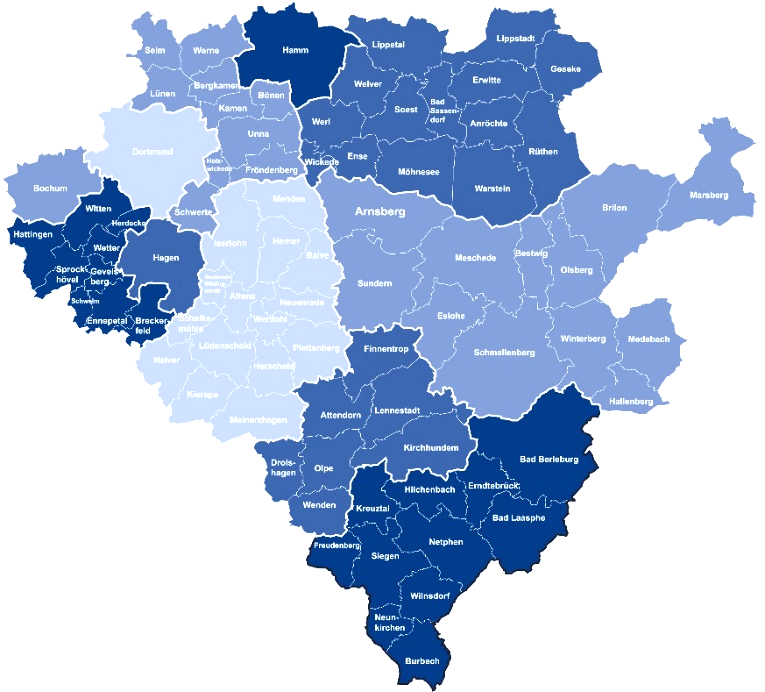 Hamm
Lippetal
Lippstadt
Selm
Werne
Geseke
Erwitte
Welver
Bergkamen
Lünen
Bönen
Kamen
Soest
Bad
Sassen-
dorf
Anröchte
Werl
Unna
Dortmund
Rüthen
Ense
Wickede
Holz-
wickede
Fröndenberg
Möhnesee
Warstein
Bochum
Menden
Marsberg
Witten
Schwerte
Arnsberg
Brilon
Herdecke
Hattingen
Iserlohn
Hemer
Wetter
Balve
Bestwig
Hagen
Meschede
Olsberg
Sprock-
hövel
Gevels-
berg
Sundern
Altena
Neuenrade
Schwelm
Ennepetal
Brecker-
feld
Schalks-
mühle
Werdohl
Eslohe
Lüdenscheid
Plettenberg
Finnentrop
Schmallenberg
Winterberg
Medebach
Halver
Herscheid
Kierspe
Hallenberg
Meinerzhagen
Attendorn
Lennestadt
Kirchhundem
Drols-
hagen
Olpe
Bad Berleburg
Hilchenbach
Erndtebrück
Wenden
Kreuztal
Bad Laasphe
Freudenberg
Netphen
Siegen
Wilnsdorf
Neun-
kirchen
Burbach